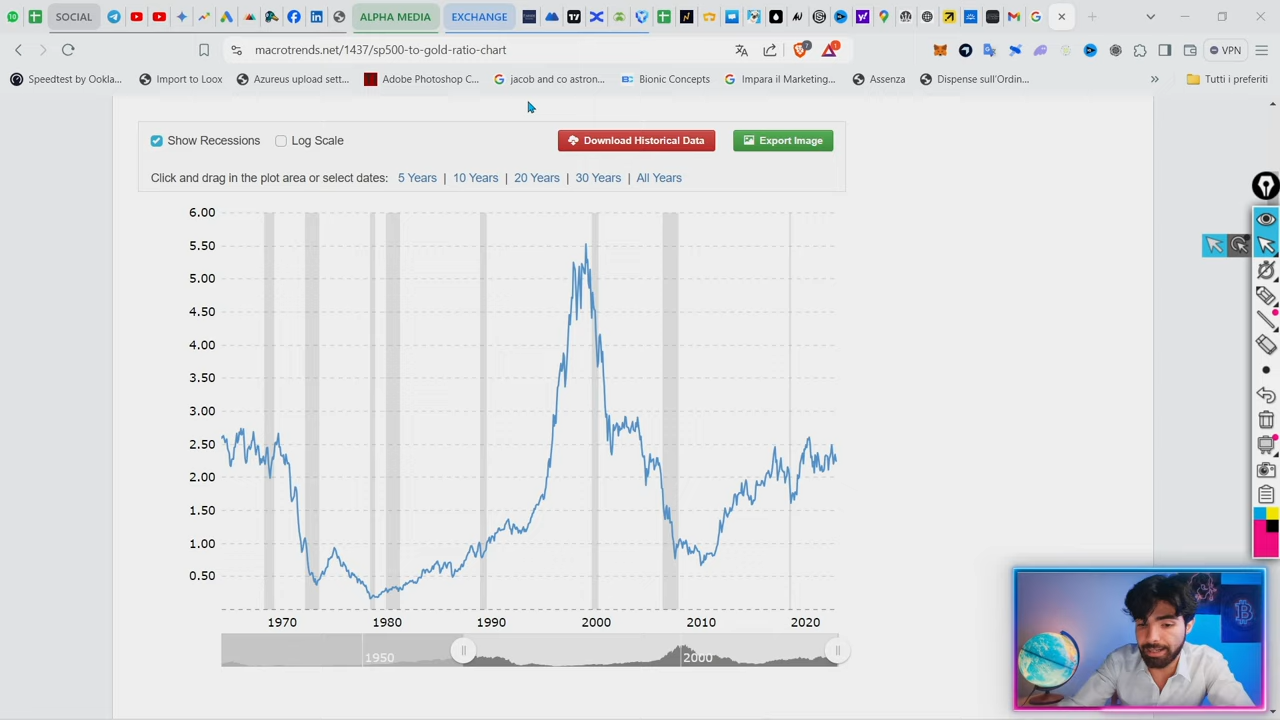 SOCIAL
ALPHA MEDIA
EXCHANGE
macrotrends.net/1437/sp500-to-gold-ratio-chart
VPN
Speedtest by Ookla...
Import to Loox
Azureus upload sett...
Adobe Photoshop C...
jacob and co astron...
Bionic Concepts
Impara il Marketing...
Assenza
Dispense sull'Ordin...
»
Tutti i preferiti
Show Recessions
Log Scale
Download Historical Data
Export Image
Click and drag in the plot area or select dates: 5 Years | 10 Years | 20 Years | 30 Years | All Years
6.00
5.50
5.00
4.50
4.00
3.50
3.00
2.50
2.00
1.50
1.00
0.50
1970 1980 1990 2000 2010 2020
1950 2000